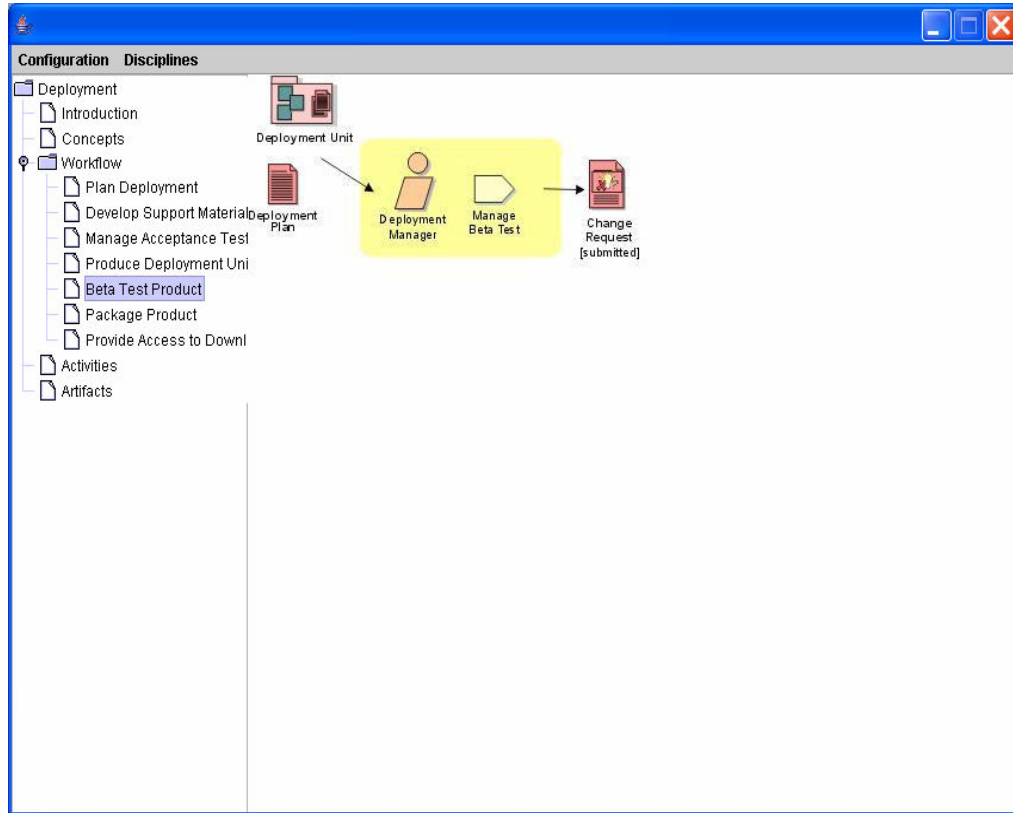 Configuration Disciplines
Deployment
Introduction
Concepts
Workflow
Plan Deployment
Develop Support Material
Manage Acceptance Test
Produce Deployment Uni
Beta Test Product
Package Product
Provide Access to Downl
Activities
Artifacts
Deployment Unit
Deployment
Plan
Deployment
Manager
Manage
Beta Test
Change
Request
[submitted]